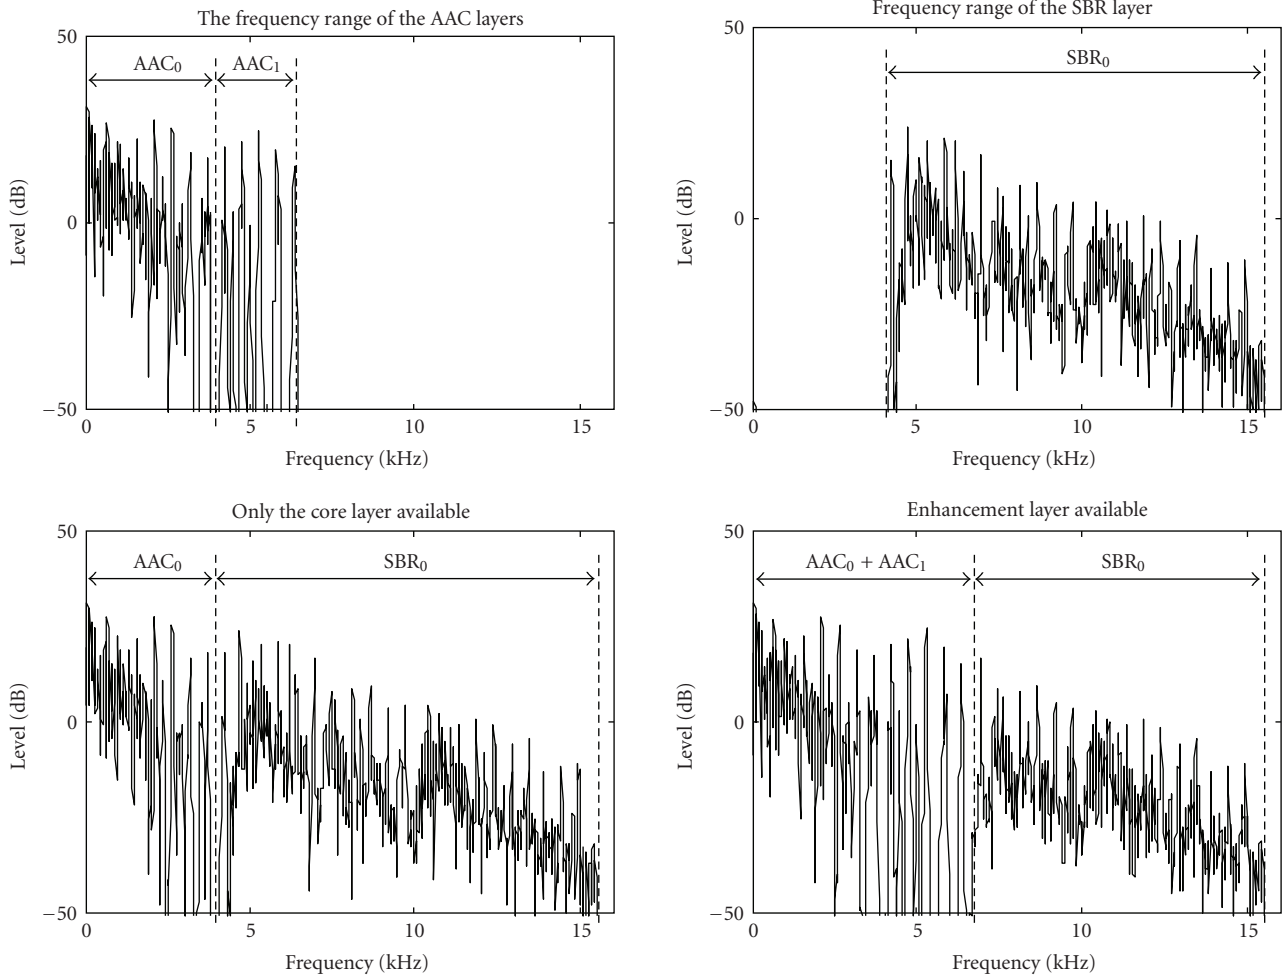 The frequency range of the AAC layers
50
AAC₀
AAC₁
Level (dB)
0
−50
0
5
10
15
Frequency (kHz)
Frequency range of the SBR layer
50
SBR₀
Level (dB)
0
−50
0
5
10
15
Frequency (kHz)
Only the core layer available
50
AAC₀
SBR₀
Level (dB)
0
−50
0
5
10
15
Frequency (kHz)
Enhancement layer available
50
AAC₀ + AAC₁
SBR₀
Level (dB)
0
−50
0
5
10
15
Frequency (kHz)